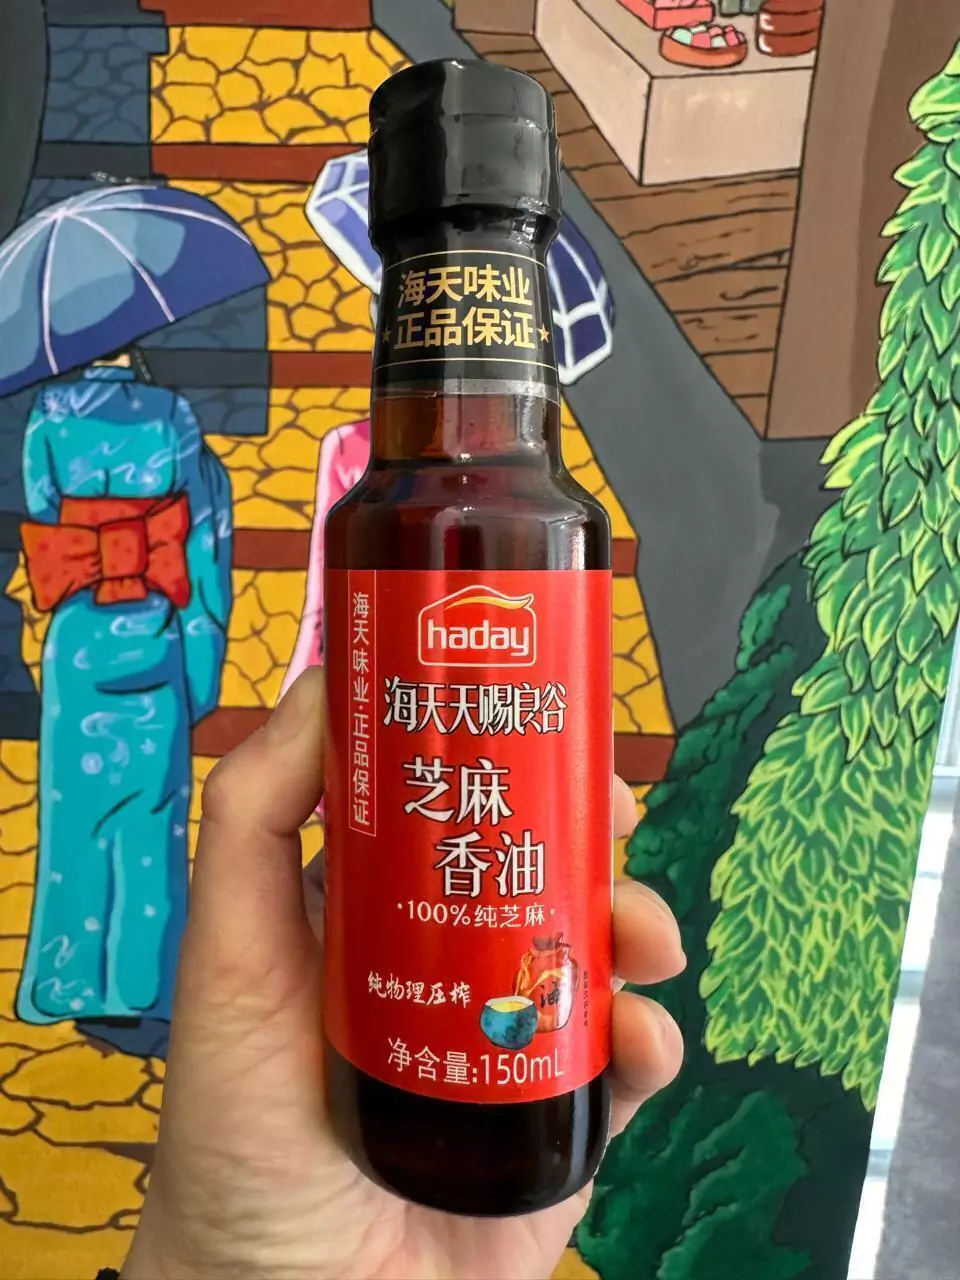 海天味业
正品保证
haday
海天味业·正品保证
海天天赐良谷
芝麻
香油
·100%纯芝麻·
纯物理压榨
油
净含量:150mL